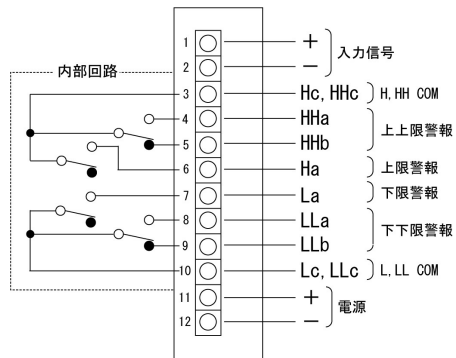 内部回路
1 + 入力信号
2 −
3 Hc, HHc H, HH COM
4 HHa 上上限警報
5 HHb
6 Ha 上限警報
7 La 下限警報
8 LLa 下下限警報
9 LLb
10 Lc, LLc L, LL COM
11 + 電源
12 −